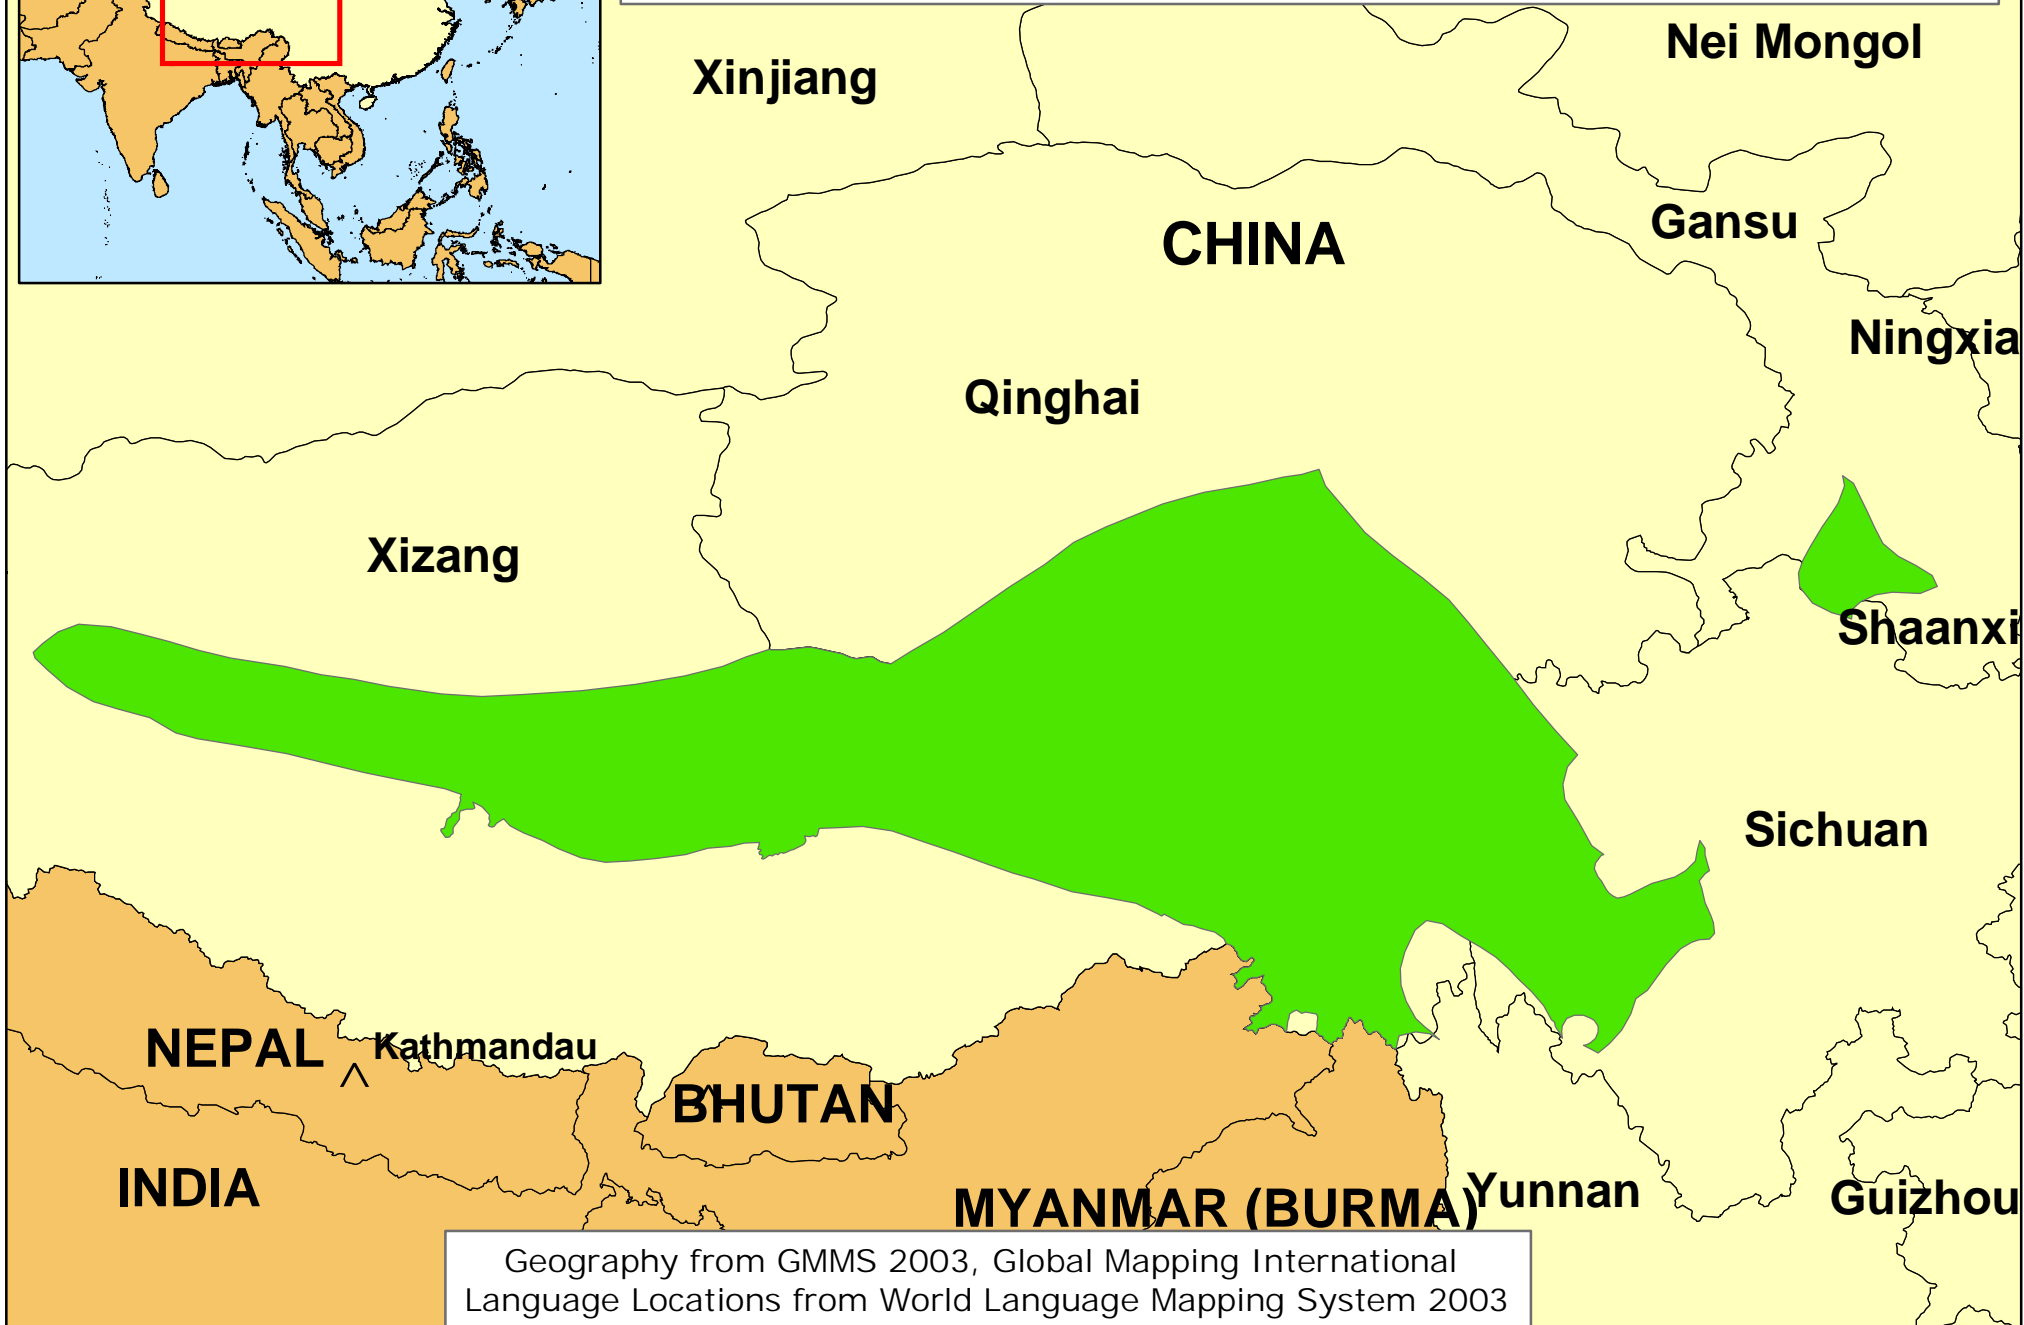 Nei Mongol
Xinjiang
Gansu
CHINA
Ningxia
Qinghai
Xizang
Shaanxi
Sichuan
NEPAL
Kathmandau
BHUTAN
INDIA
MYANMAR (BURMA)
Yunnan
Guizhou
Geography from GMMS 2003, Global Mapping International
Language Locations from World Language Mapping System 2003